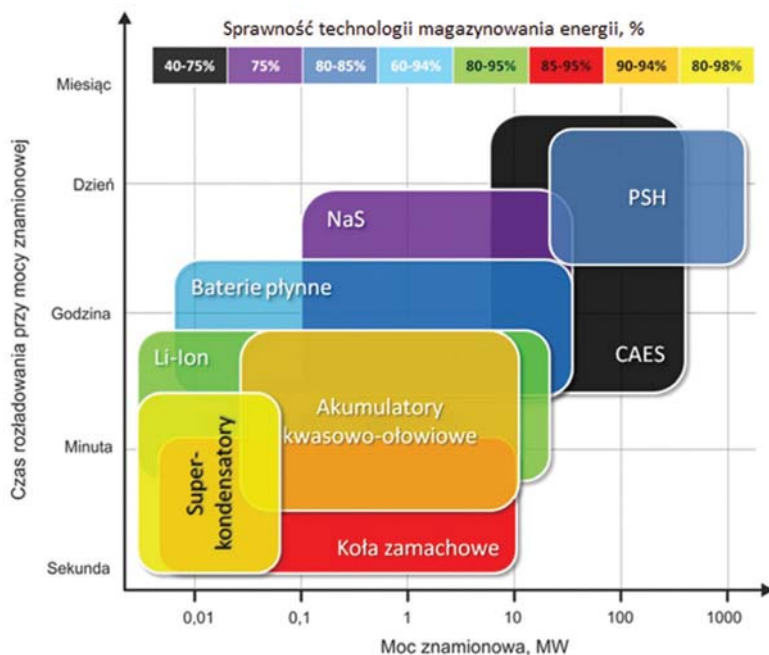 Sprawność technologii magazynowania energii, %
40-75% 75% 80-85% 60-94% 80-95% 85-95% 90-94% 80-98%
Czas rozładowania przy mocy znamionowej
Miesiąc
Dzień
Godzina
Minuta
Sekunda
PSH
NaS
Baterie płynne
CAES
Li-Ion
Akumulatory
kwasowo-ołowiowe
Super-
kondensatory
Koła zamachowe
0,01 0,1 1 10 100 1000
Moc znamionowa, MW